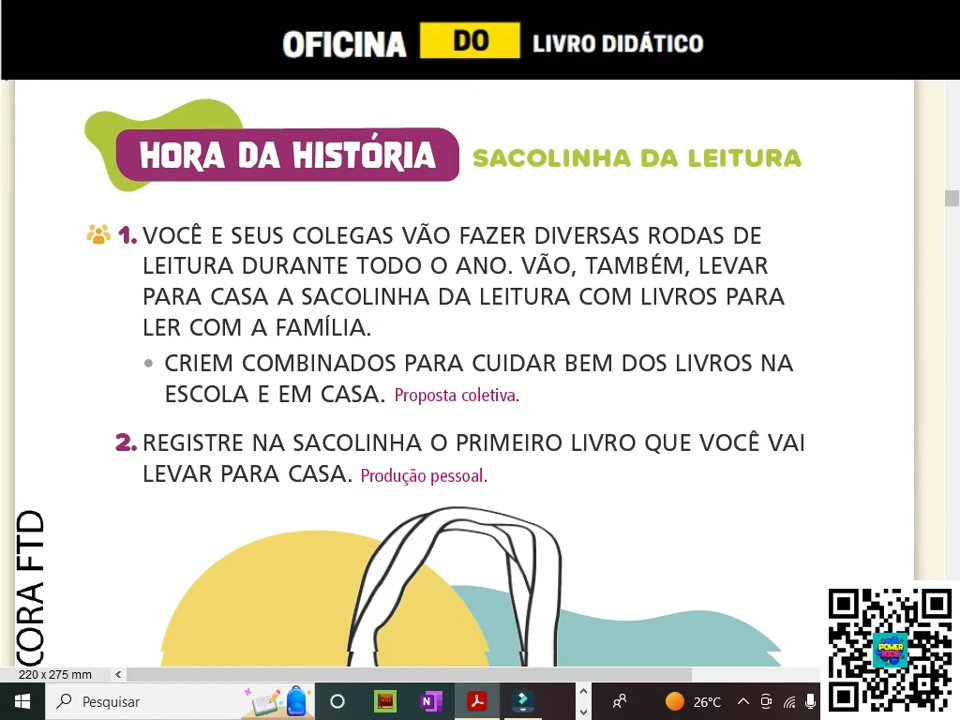 OFICINA DO LIVRO DIDÁTICO
HORA DA HISTÓRIA SACOLINHA DA LEITURA
1. VOCÊ E SEUS COLEGAS VÃO FAZER DIVERSAS RODAS DE
LEITURA DURANTE TODO O ANO. VÃO, TAMBÉM, LEVAR
PARA CASA A SACOLINHA DA LEITURA COM LIVROS PARA
LER COM A FAMÍLIA.
• CRIEM COMBINADOS PARA CUIDAR BEM DOS LIVROS NA
ESCOLA E EM CASA. Proposta coletiva.
2. REGISTRE NA SACOLINHA O PRIMEIRO LIVRO QUE VOCÊ VAI
LEVAR PARA CASA. Produção pessoal.
CORA FTD
POWER KIDS
220 x 275 mm
Pesquisar
26°C